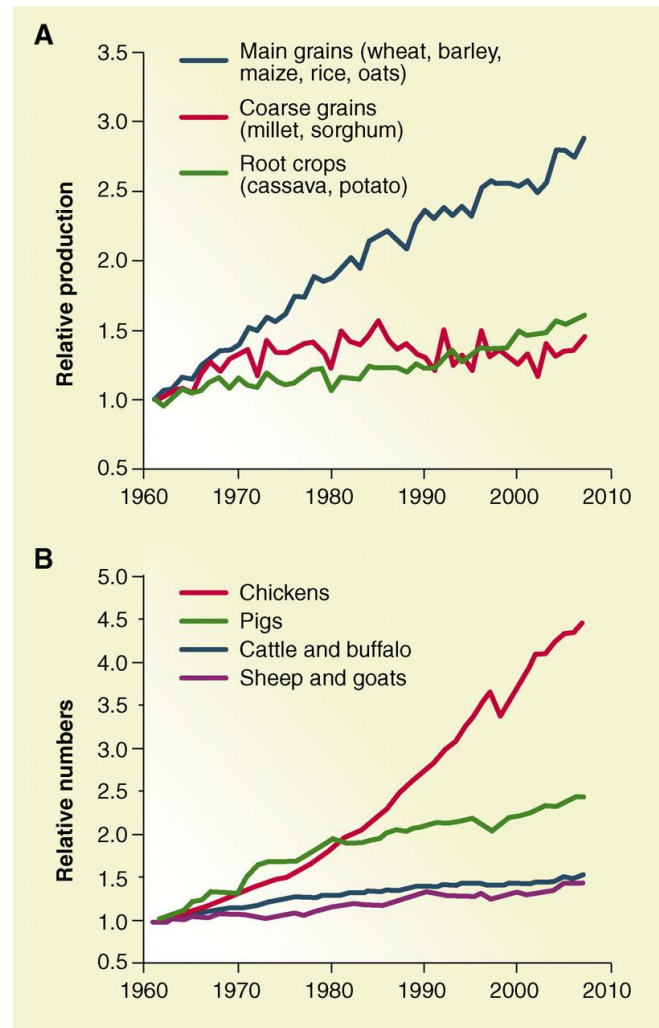 A
3.5
3.0
2.5
2.0
1.5
1.0
0.5
Relative production
Main grains (wheat, barley,
maize, rice, oats)
Coarse grains
(millet, sorghum)
Root crops
(cassava, potato)
1960 1970 1980 1990 2000 2010
B
5.0
4.5
4.0
3.5
3.0
2.5
2.0
1.5
1.0
0.5
Relative numbers
Chickens
Pigs
Cattle and buffalo
Sheep and goats
1960 1970 1980 1990 2000 2010